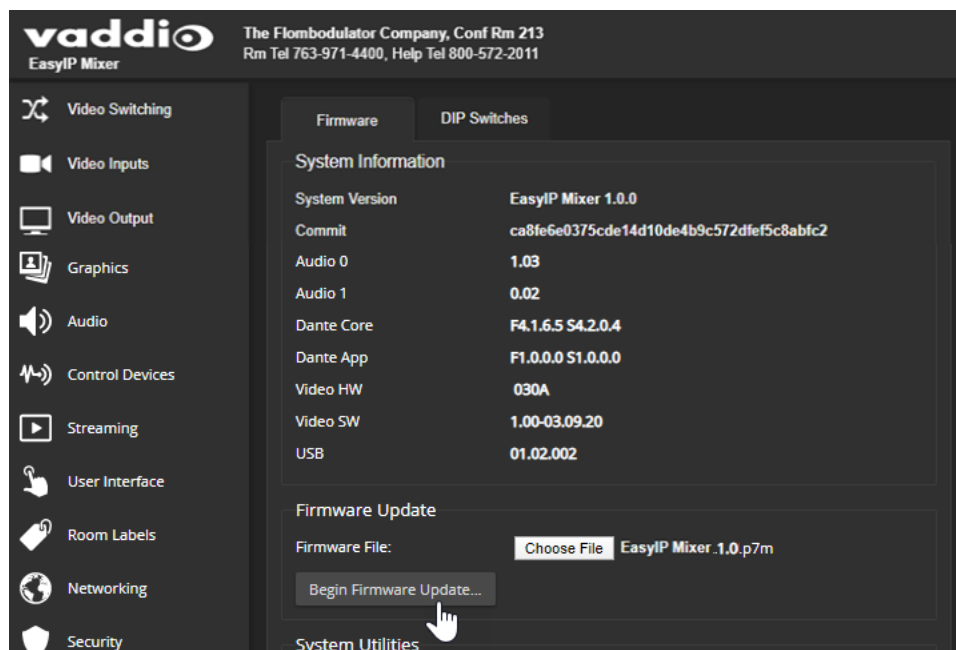 vaddio
EasyIP Mixer
The Flombodulator Company, Conf Rm 213
Rm Tel 763-971-4400, Help Tel 800-572-2011
Video Switching
Video Inputs
Video Output
Graphics
Audio
Control Devices
Streaming
User Interface
Room Labels
Networking
Security
Firmware DIP Switches
System Information
System Version EasyIP Mixer 1.0.0
Commit ca8fe6e0375cde14d10de4b9c572dfef5c8abfc2
Audio 0 1.03
Audio 1 0.02
Dante Core F4.1.6.5 S4.2.0.4
Dante App F1.0.0.0 S1.0.0.0
Video HW 030A
Video SW 1.00-03.09.20
USB 01.02.002
Firmware Update
Firmware File: Choose File EasyIP Mixer .1.0.p7m
Begin Firmware Update...
System Utilities